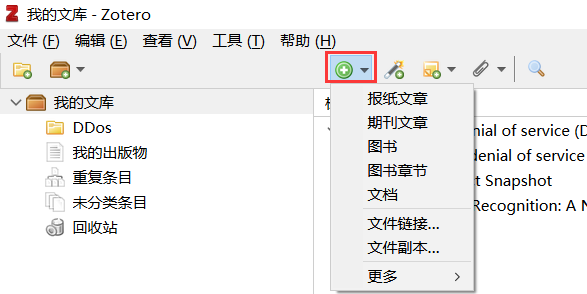 我的文库 - Zotero
文件 (F) 编辑 (E) 查看 (V) 工具 (T) 帮助 (H)
我的文库
DDos
我的出版物
重复条目
未分类条目
回收站
报纸文章
期刊文章
图书
图书章节
文档
文件链接...
文件副本...
更多
nial of service (D
denial of service
t Snapshot
Recognition: A N